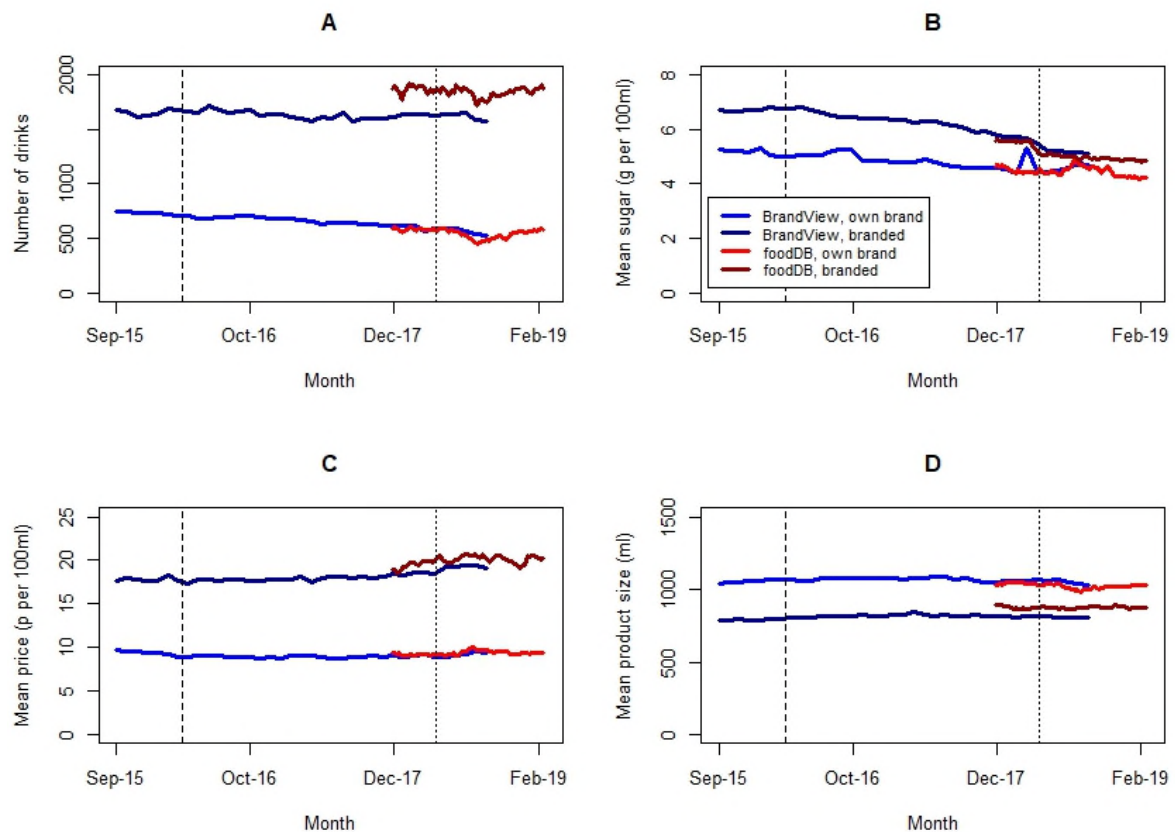 A
Number of drinks
0
500
1000
2000
Sep-15
Oct-16
Dec-17
Feb-19
Month
B
Mean sugar (g per 100ml)
0
2
4
6
8
BrandView, own brand
BrandView, branded
foodDB, own brand
foodDB, branded
Sep-15
Oct-16
Dec-17
Feb-19
Month
C
Mean price (p per 100ml)
0
5
10
15
20
25
Sep-15
Oct-16
Dec-17
Feb-19
Month
D
Mean product size (ml)
0
500
1000
1500
Sep-15
Oct-16
Dec-17
Feb-19
Month